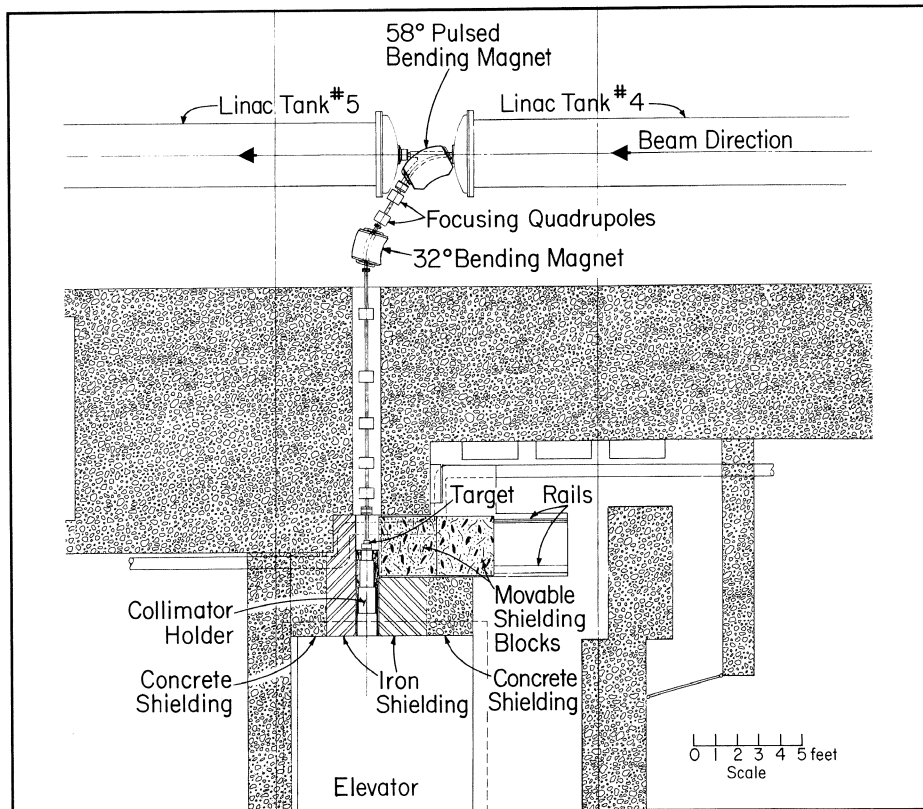 58° Pulsed
Bending Magnet
Linac Tank #5
Linac Tank #4
Beam Direction
Focusing Quadrupoles
32° Bending Magnet
Target
Rails
Collimator
Holder
Movable
Shielding
Blocks
Concrete
Shielding
Iron
Shielding
Concrete
Shielding
0 1 2 3 4 5 feet
Scale
Elevator